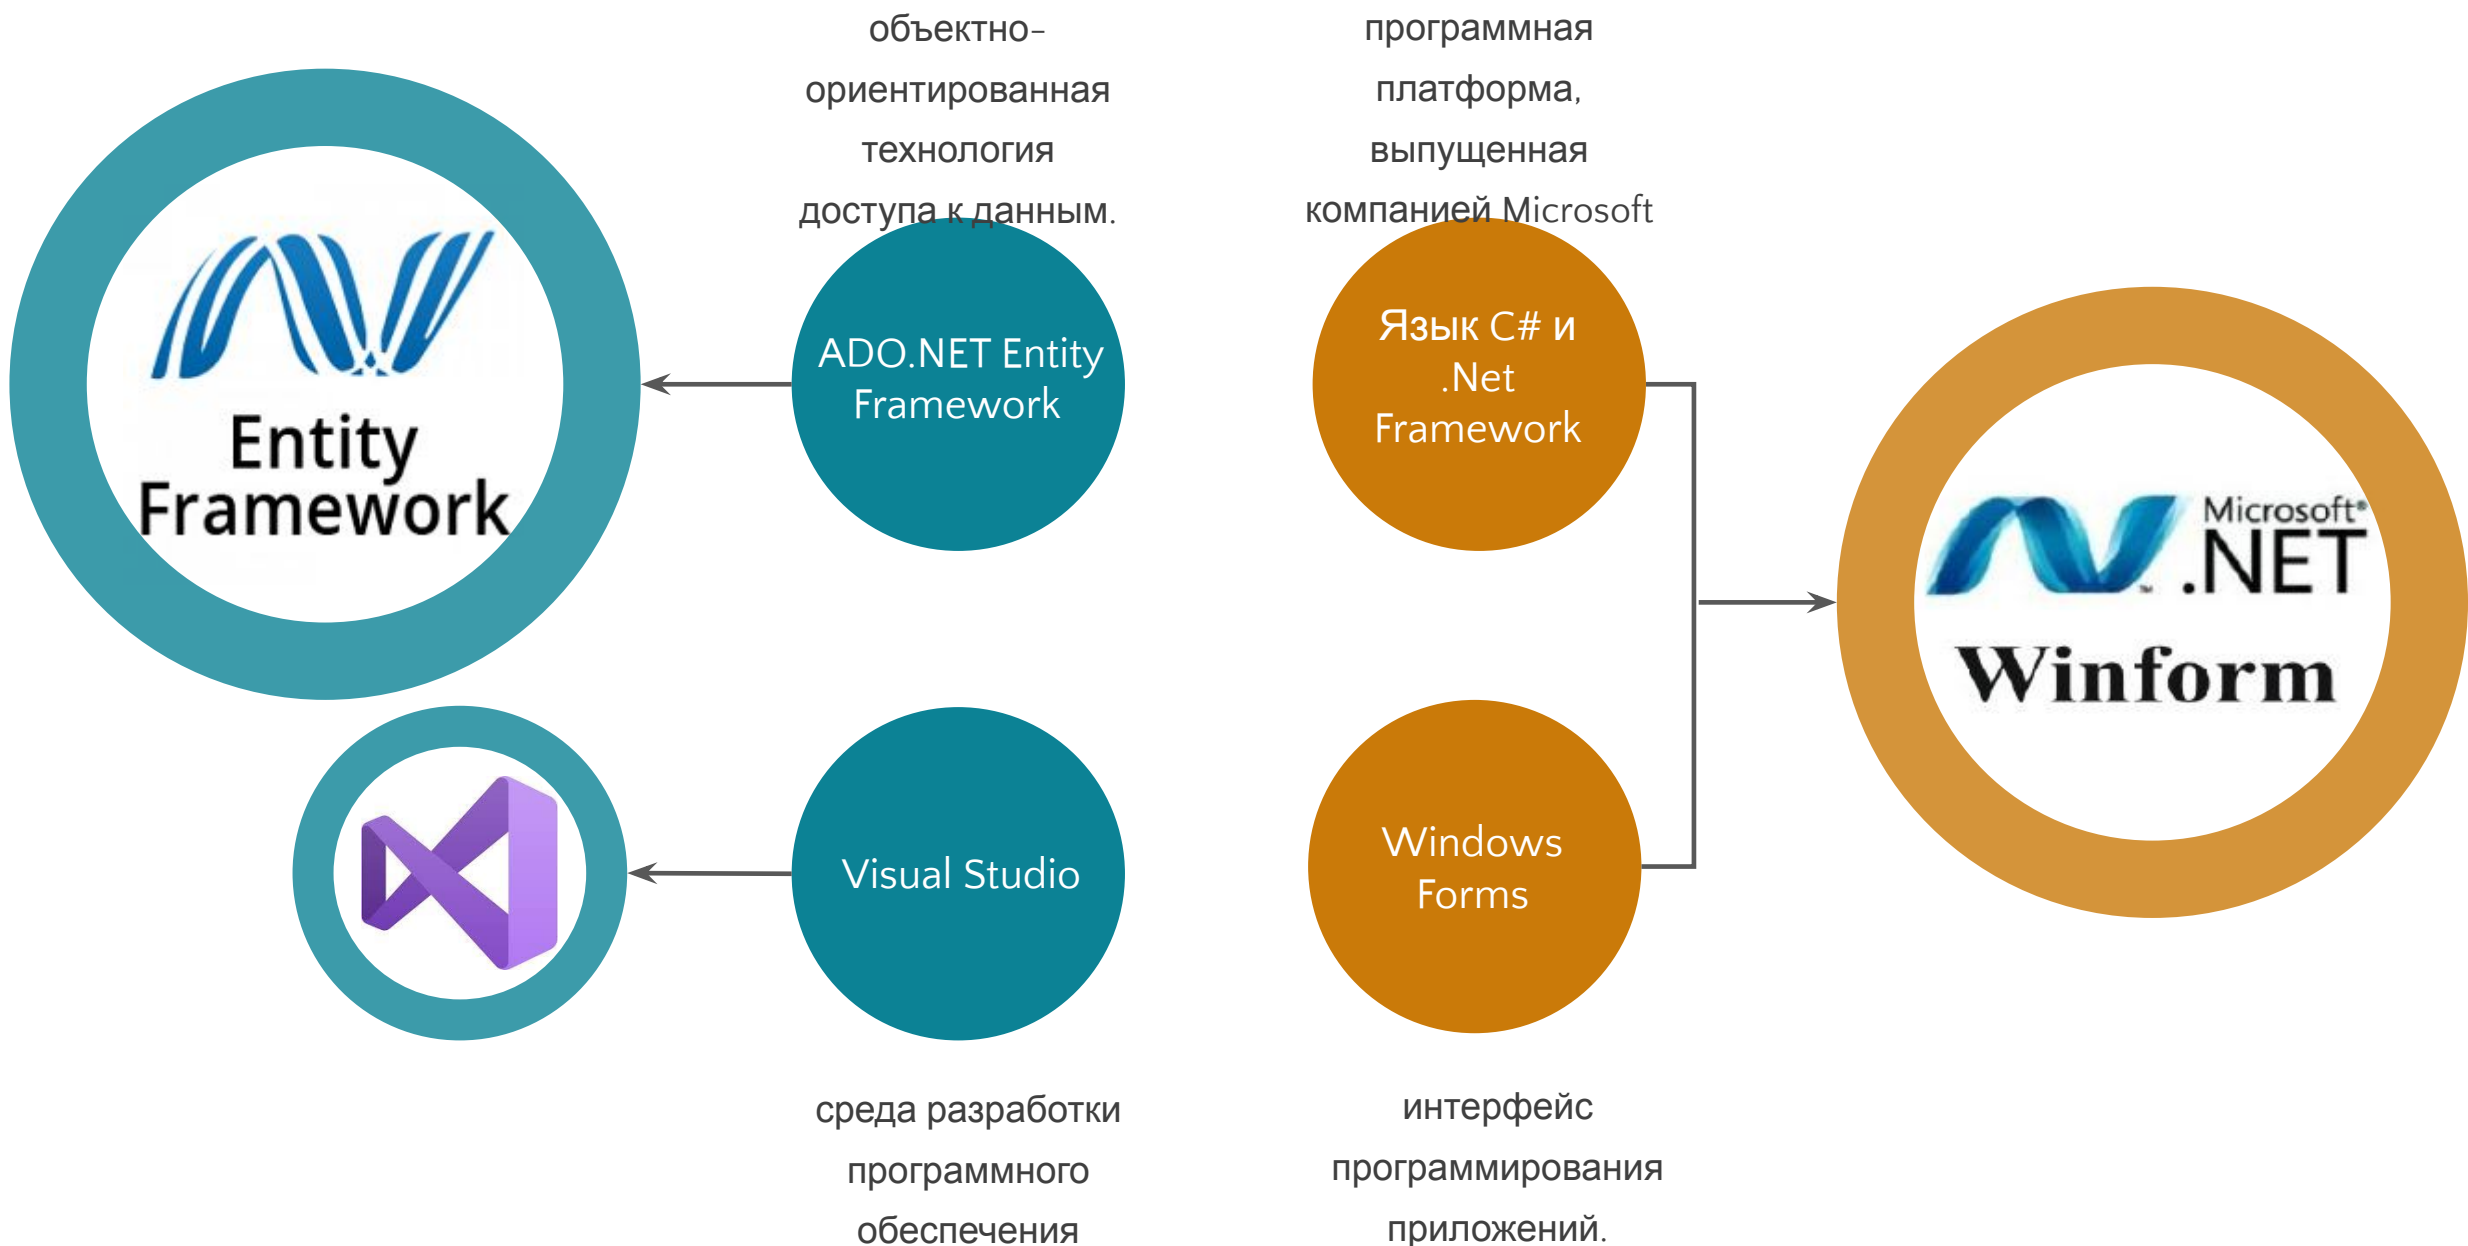 объектно-
ориентированная
технология
доступа к данным.
программная
платформа,
выпущенная
компанией Microsoft
Entity
Framework
ADO.NET Entity
Framework
Язык C# и
.Net
Framework
Microsoft®
.NET
™
Winform
Visual Studio
Windows
Forms
среда разработки
программного
обеспечения
интерфейс
программирования
приложений.